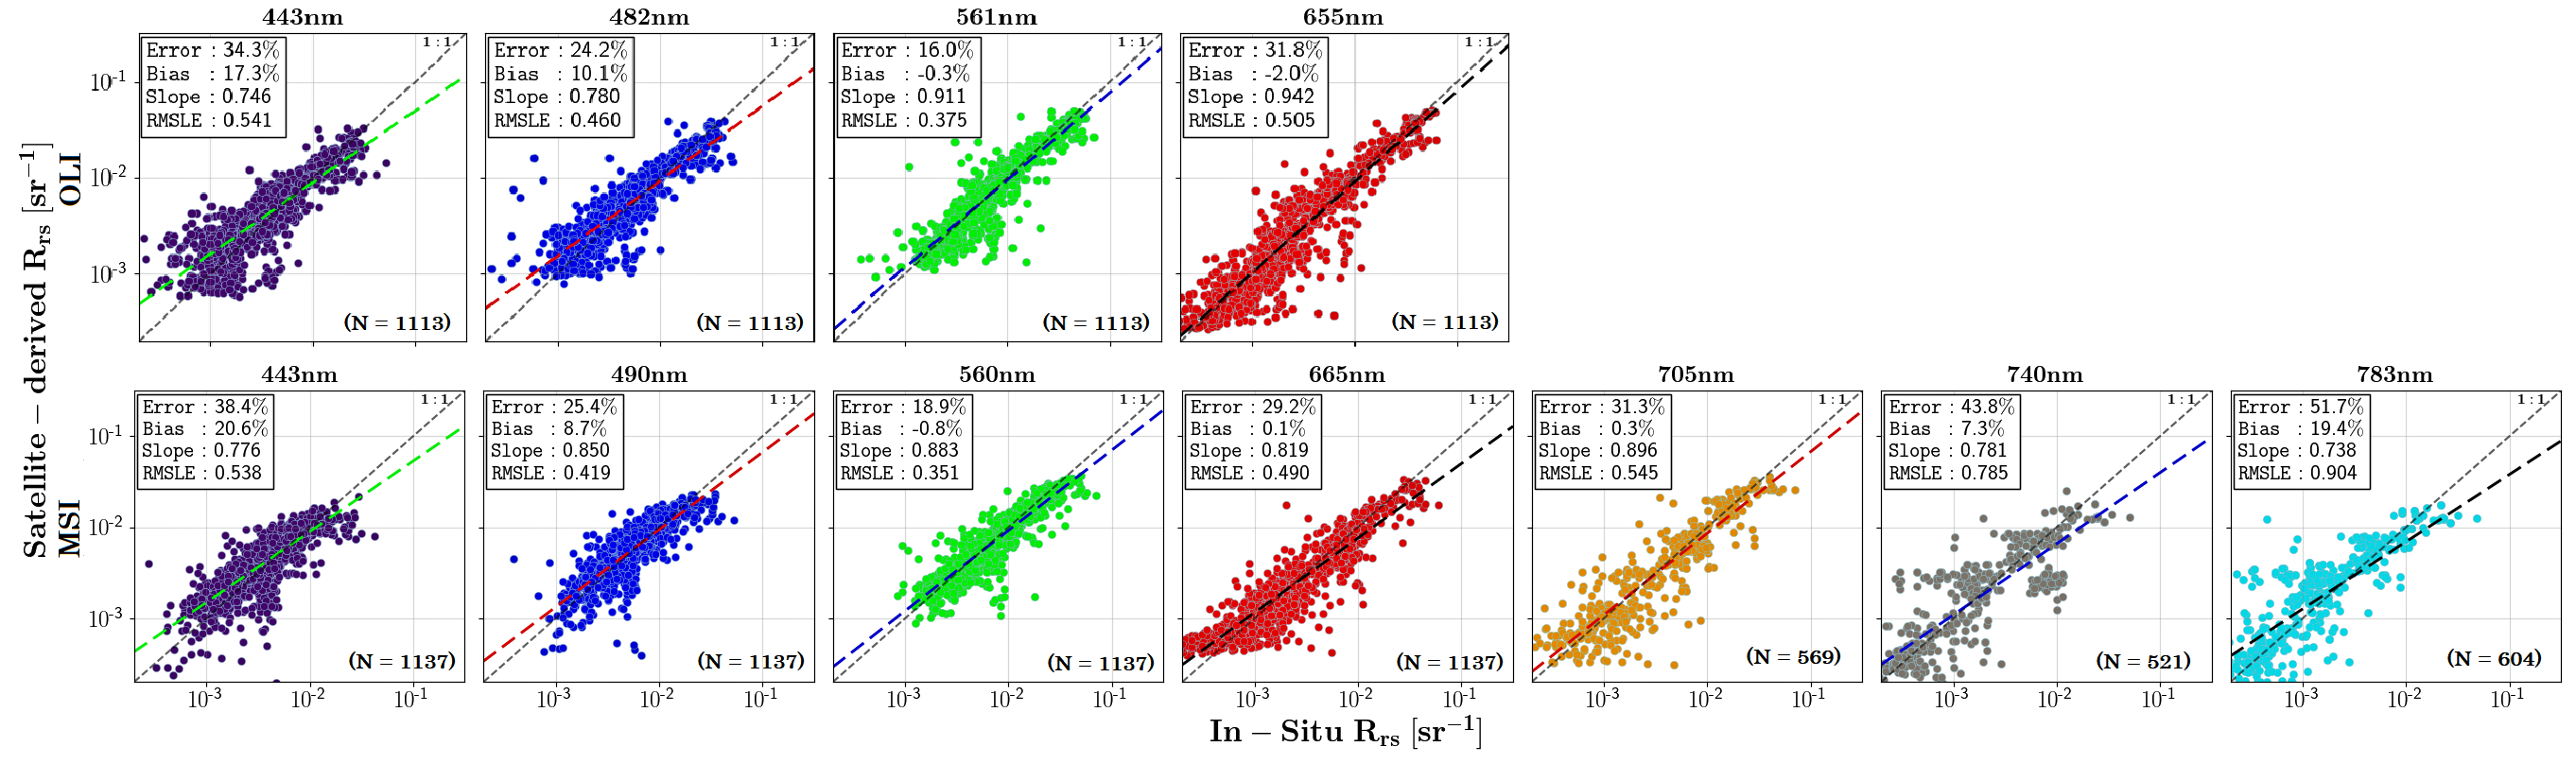 Satellite – derived Rrs [sr⁻¹]
OLI
443nm
1 : 1
Error : 34.3%
Bias : 17.3%
Slope : 0.746
RMSLE : 0.541
(N = 1113)
10⁻¹
10⁻²
10⁻³
482nm
1 : 1
Error : 24.2%
Bias : 10.1%
Slope : 0.780
RMSLE : 0.460
(N = 1113)
561nm
1 : 1
Error : 16.0%
Bias : -0.3%
Slope : 0.911
RMSLE : 0.375
(N = 1113)
655nm
1 : 1
Error : 31.8%
Bias : -2.0%
Slope : 0.942
RMSLE : 0.505
(N = 1113)
MSI
443nm
1 : 1
Error : 38.4%
Bias : 20.6%
Slope : 0.776
RMSLE : 0.538
(N = 1137)
10⁻¹
10⁻²
10⁻³
10⁻³ 10⁻² 10⁻¹
490nm
1 : 1
Error : 25.4%
Bias : 8.7%
Slope : 0.850
RMSLE : 0.419
(N = 1137)
10⁻³ 10⁻² 10⁻¹
560nm
1 : 1
Error : 18.9%
Bias : -0.8%
Slope : 0.883
RMSLE : 0.351
(N = 1137)
10⁻³ 10⁻² 10⁻¹
665nm
1 : 1
Error : 29.2%
Bias : 0.1%
Slope : 0.819
RMSLE : 0.490
(N = 1137)
10⁻³ 10⁻² 10⁻¹
705nm
1 : 1
Error : 31.3%
Bias : 0.3%
Slope : 0.896
RMSLE : 0.545
(N = 569)
10⁻³ 10⁻² 10⁻¹
740nm
1 : 1
Error : 43.8%
Bias : 7.3%
Slope : 0.781
RMSLE : 0.785
(N = 521)
10⁻³ 10⁻² 10⁻¹
783nm
1 : 1
Error : 51.7%
Bias : 19.4%
Slope : 0.738
RMSLE : 0.904
(N = 604)
10⁻³ 10⁻² 10⁻¹
In – Situ Rrs [sr⁻¹]